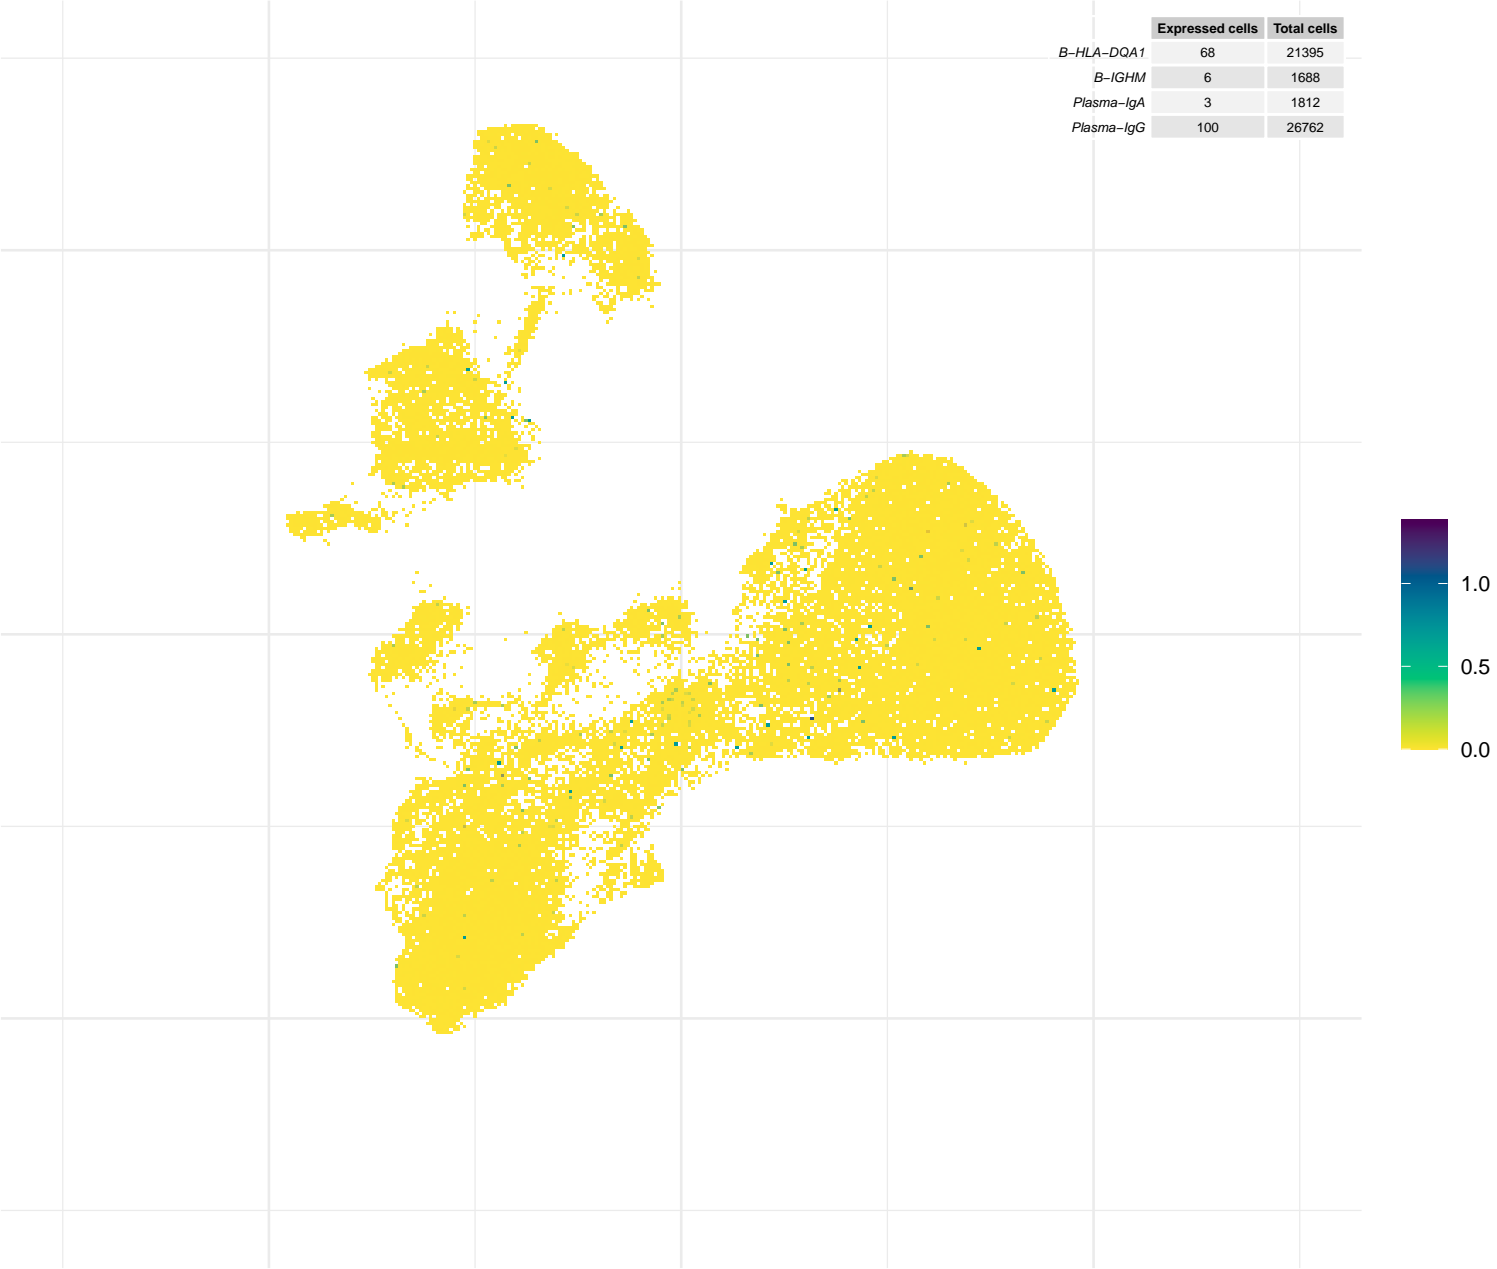 Expressed cells Total cells
B−HLA−DQA1 68 21395
B−IGHM 6 1688
Plasma−IgA 3 1812
Plasma−IgG 100 26762
1.0
0.5
0.0